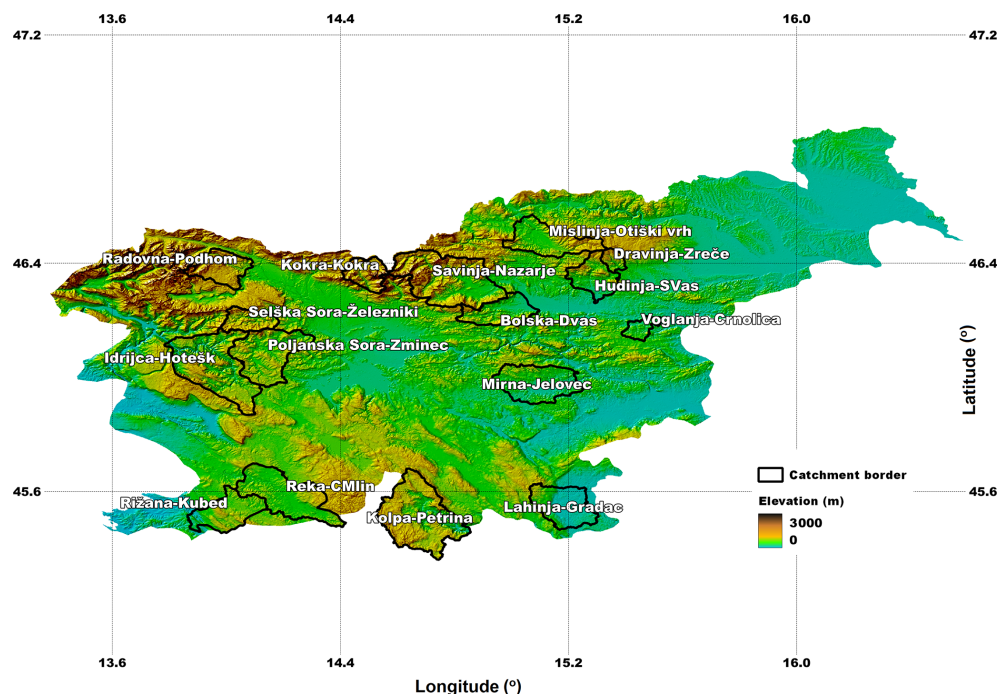 13.6 14.4 15.2 16.0
47.2 47.2
Mislinja-Otiški vrh
Dravinja-Zreče
Radovna-Podhom
Kokra-Kokra
46.4 46.4
Savinja-Nazarje
Hudinja-SVas
Selška Sora-Železniki
Bolska-Dvas
Voglanja-Crnolica
Poljanska Sora-Zminec
Idrijca-Hotešk
Mirna-Jelovec
Latitude (º)
Catchment border
Reka-CMlin
45.6 45.6
Rižana-Kubed
Elevation (m)
Lahinja-Gradac
Kolpa-Petrina
3000
0
13.6 14.4 15.2 16.0
Longitude (º)